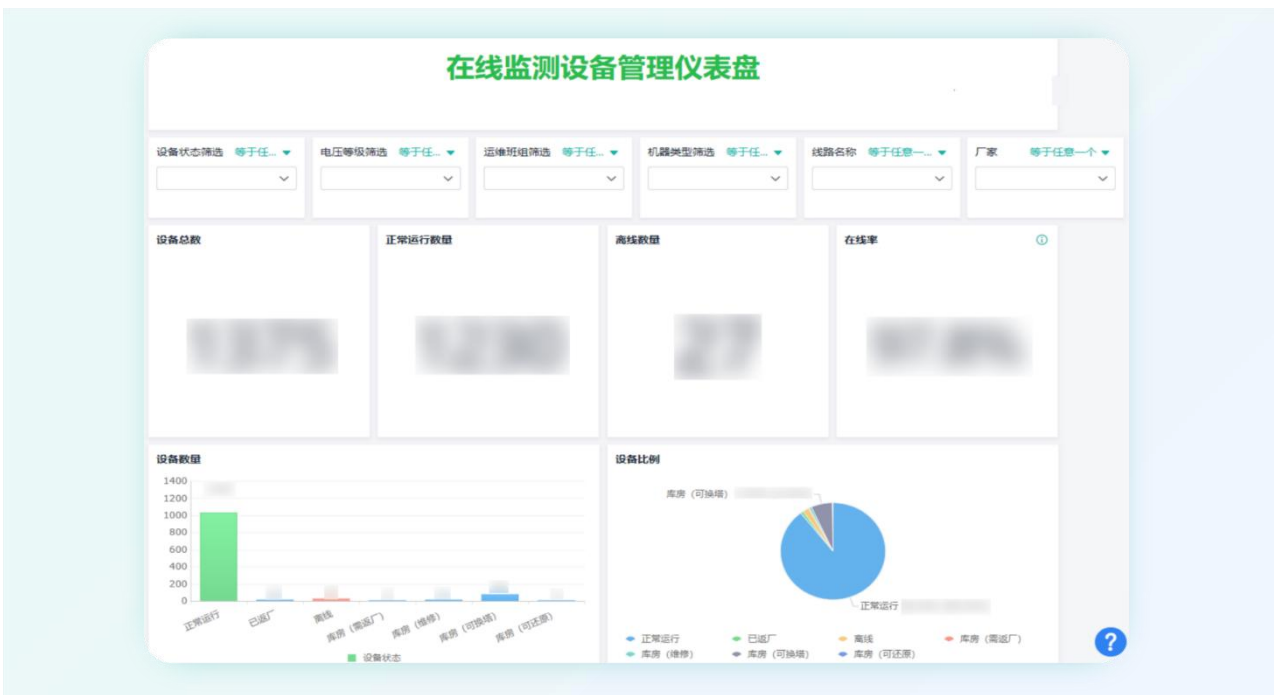 在线监测设备管理仪表盘
设备状态筛选 等于任... 电压等级筛选 等于任... 运维班组筛选 等于任... 机器类型筛选 等于任... 线路名称 等于任意一... 厂家 等于任意一个
设备总数 正常运行数量 离线数量 在线率
设备数量
1400
1200
1000
800
600
400
200
0
正常运行 已返厂 离线 库房（需返厂） 库房（维修） 库房（可换塔） 库房（可还原）
设备状态
设备比例
库房（可换塔）
正常运行
正常运行 已返厂 离线 库房（需返厂）
库房（维修） 库房（可换塔） 库房（可还原）
?